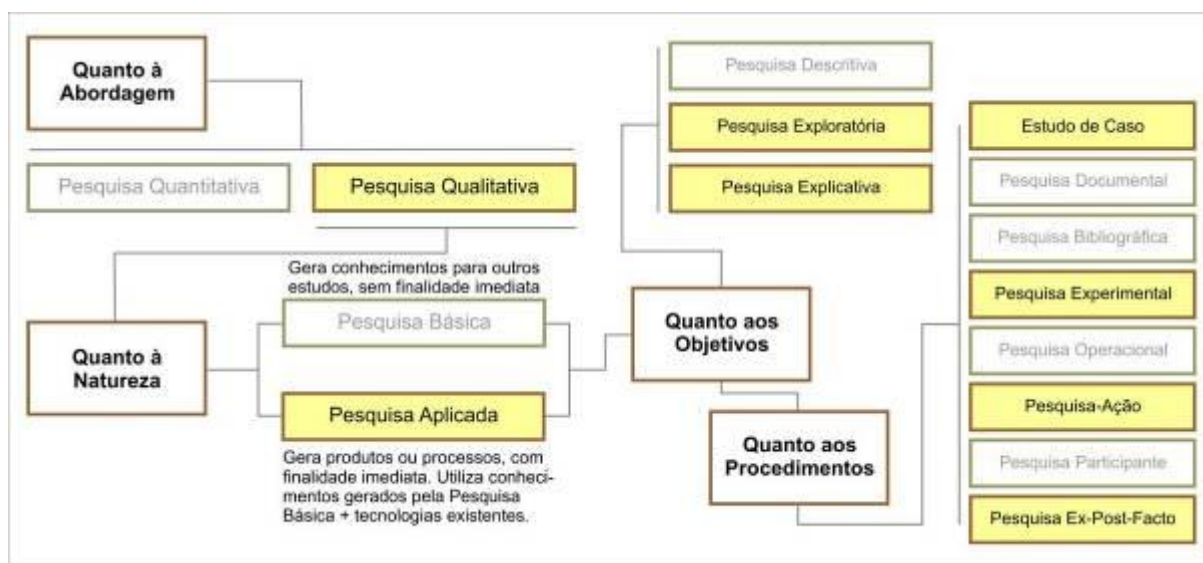 Quanto à
Abordagem
Pesquisa Quantitativa
Pesquisa Qualitativa
Gera conhecimentos para outros
estudos, sem finalidade imediata
Pesquisa Básica
Quanto à
Natureza
Pesquisa Aplicada
Gera produtos ou processos, com
finalidade imediata. Utiliza conheci-
mentos gerados pela Pesquisa
Básica + tecnologias existentes.
Pesquisa Descritiva
Pesquisa Exploratória
Pesquisa Explicativa
Quanto aos
Objetivos
Quanto aos
Procedimentos
Estudo de Caso
Pesquisa Documental
Pesquisa Bibliográfica
Pesquisa Experimental
Pesquisa Operacional
Pesquisa-Ação
Pesquisa Participante
Pesquisa Ex-Post-Facto